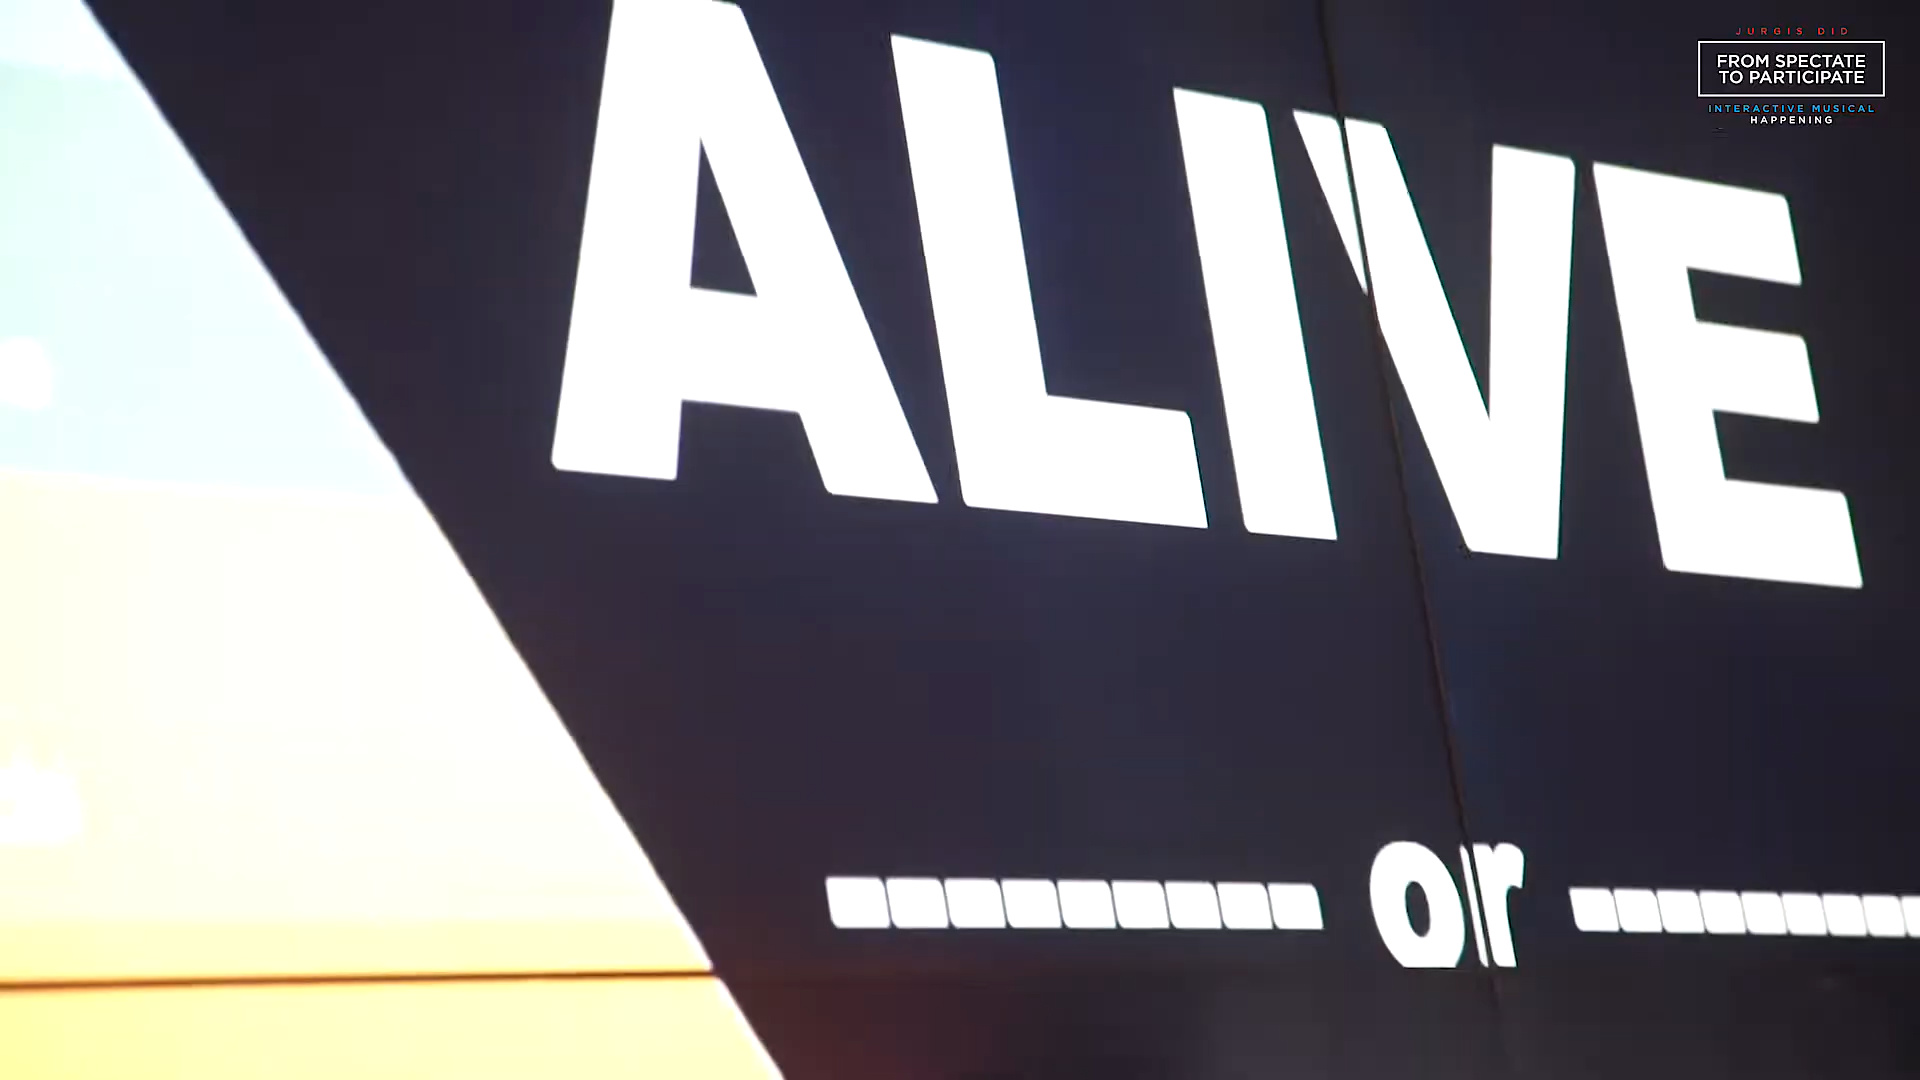 JURGIS DID
FROM SPECTATE
TO PARTICIPATE
INTERACTIVE MUSICAL
HAPPENING
ALIVE
or